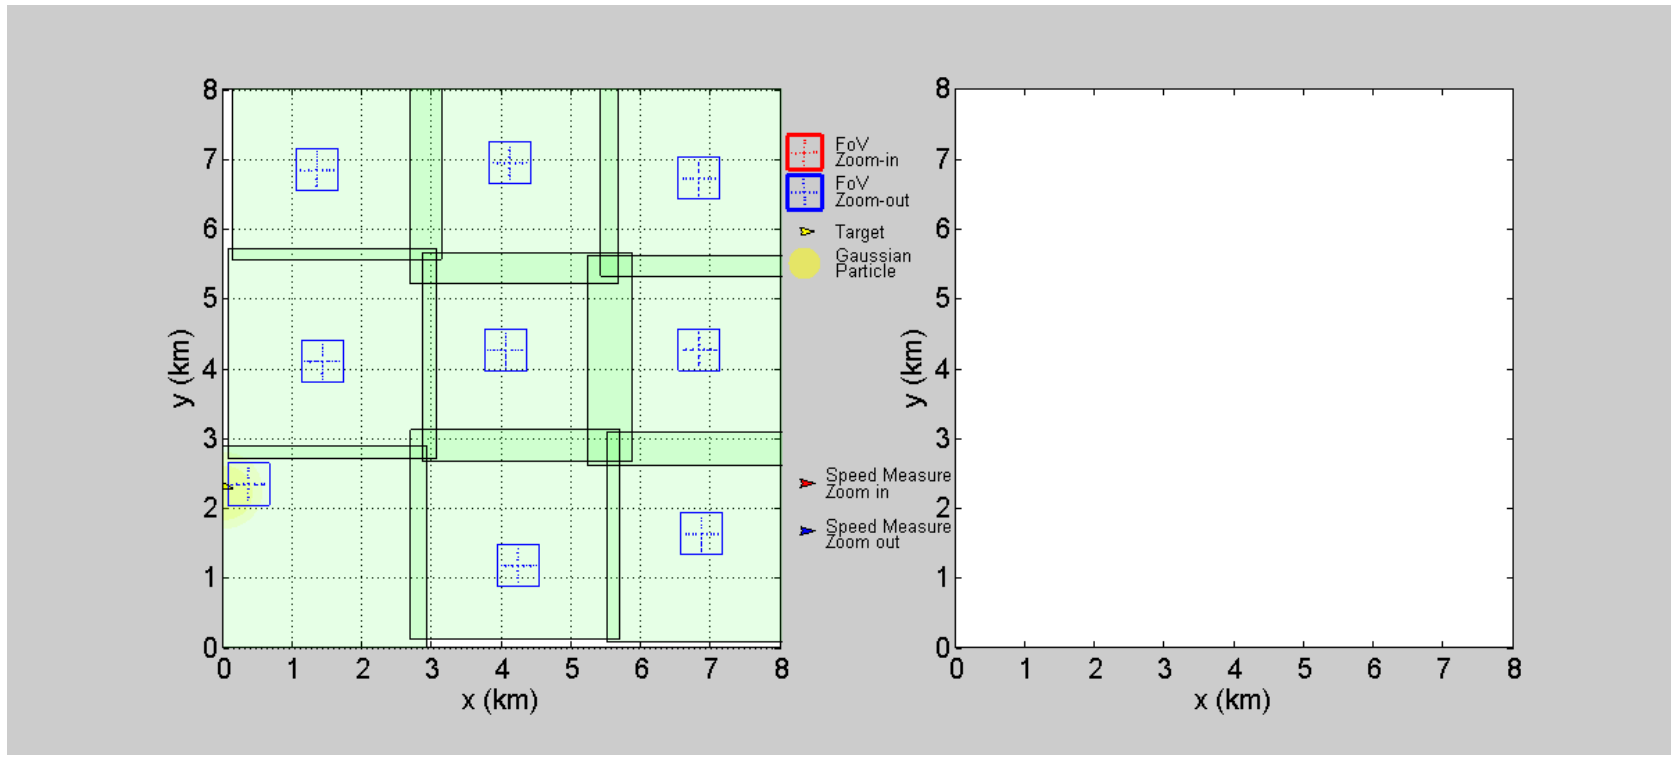 8
7
6
5
4
3
2
1
0
y (km)
0 1 2 3 4 5 6 7 8
x (km)
FoV
Zoom-in
FoV
Zoom-out
Target
Gaussian
Particle
Speed Measure
Zoom in
Speed Measure
Zoom out
8
7
6
5
4
3
2
1
0
y (km)
0 1 2 3 4 5 6 7 8
x (km)